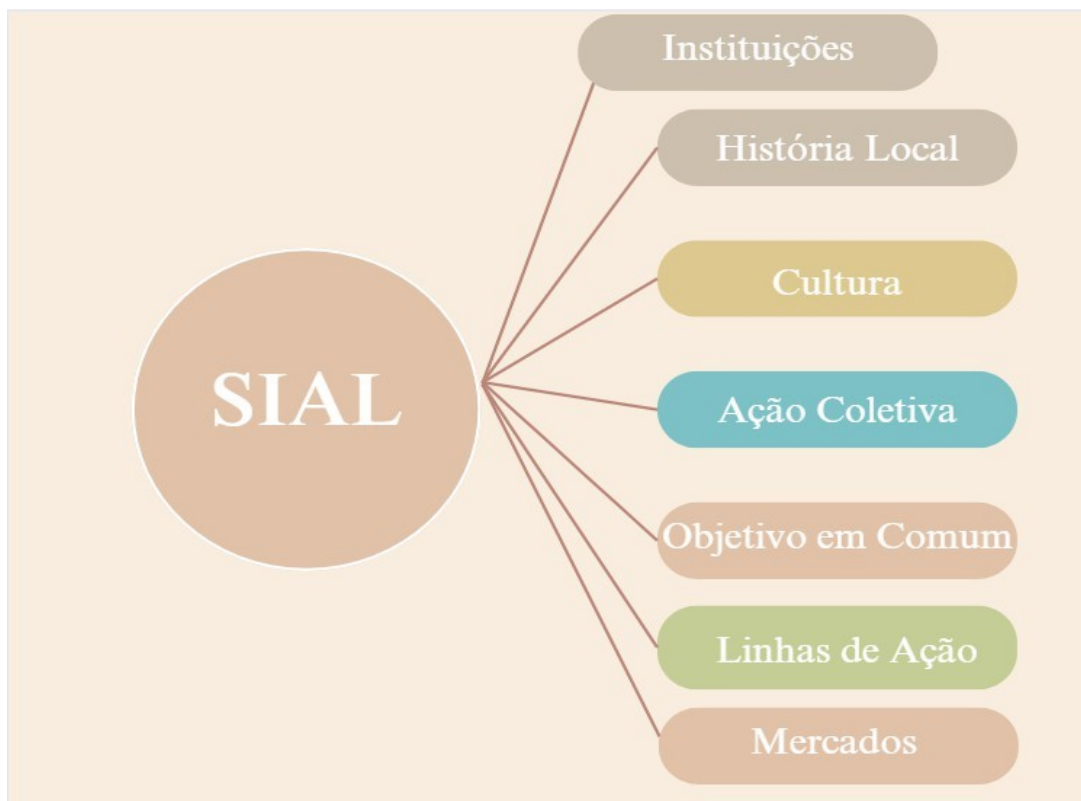 Instituições
História Local
Cultura
SIAL
Ação Coletiva
Objetivo em Comum
Linhas de Ação
Mercados